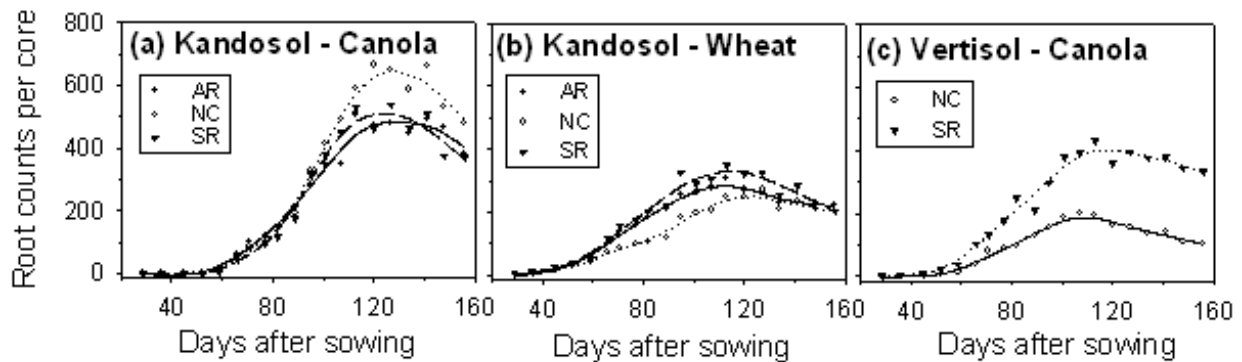 Root counts per core
800
600
400
200
0
(a) Kandosol - Canola
AR
NC
SR
40 80 120 160
Days after sowing
(b) Kandosol - Wheat
AR
NC
SR
40 80 120 160
Days after sowing
(c) Vertisol - Canola
NC
SR
40 80 120 160
Days after sowing